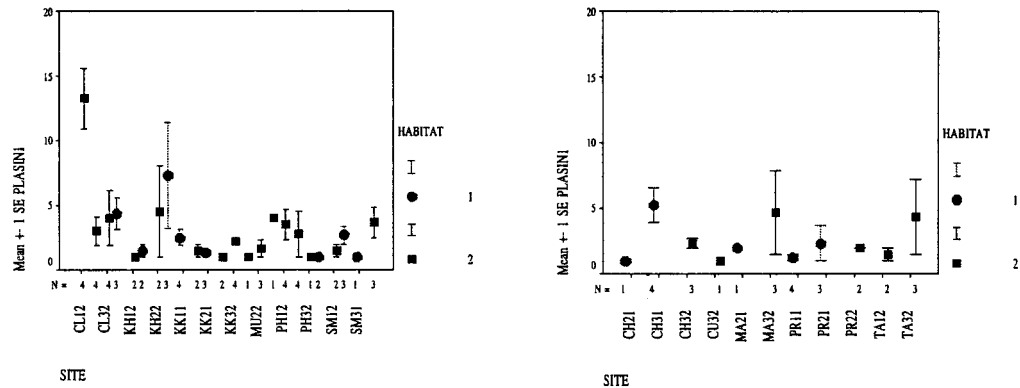 20
15
10
5
0
Mean +- 1 SE PLASIN1
N = 4 4 4 3 2 2 2 3 4 2 3 2 4 1 3 1 4 4 1 2 2 3 1 3
CL12 CL32 KH12 KH22 KK11 KK21 KK32 MU22 PH12 PH32 SM12 SM31
SITE
HABITAT
1
2
20
15
10
5
0
Mean +- 1 SE PLASIN1
N = 1 4 3 1 1 3 4 3 2 2 3
CH21 CH31 CH32 CU32 MA21 MA32 PR11 PR21 PR22 TA12 TA32
SITE
HABITAT
1
2